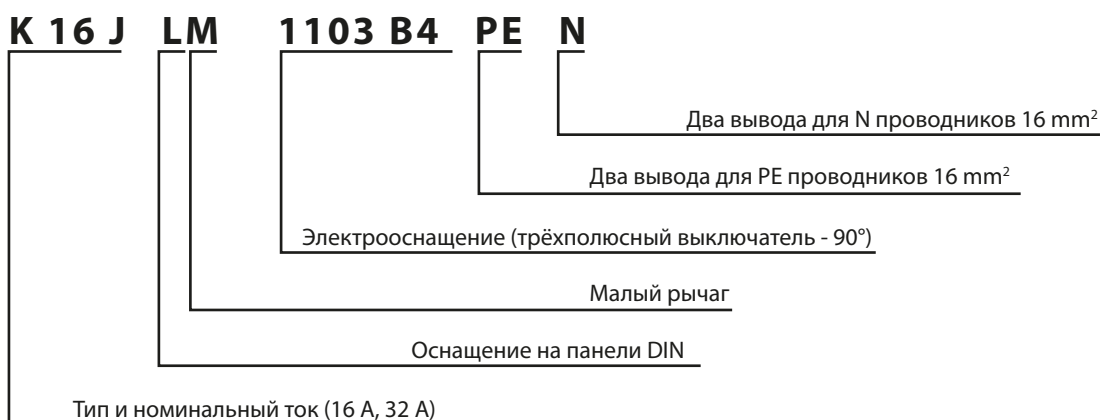 K 16 J LM 1103 B4 PE N
Два вывода для N проводников 16 mm²
Два вывода для PE проводников 16 mm²
Электрооснащение (трёхполюсный выключатель - 90°)
Малый рычаг
Оснащение на панели DIN
Тип и номинальный ток (16 A, 32 A)